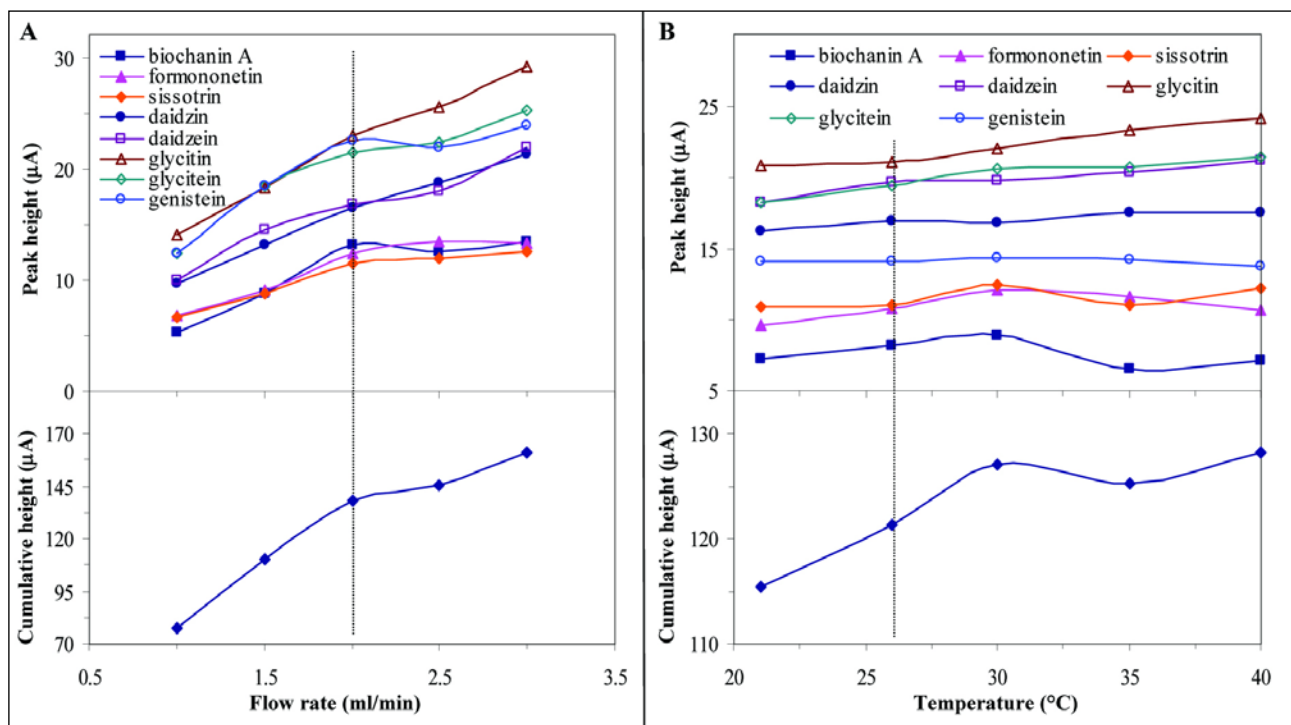 A
Peak height (µA)
30
20
10
0
biochanin A
formononetin
sissotrin
daidzin
daidzein
glycitin
glycitein
genistein
Cumulative height (µA)
170
145
120
95
70
0.5 1.5 2.5 3.5
Flow rate (ml/min)
B
Peak height (µA)
25
15
5
biochanin A formononetin sissotrin
daidzin daidzein glycitin
glycitein genistein
Cumulative height (µA)
130
120
110
20 25 30 35 40
Temperature (°C)